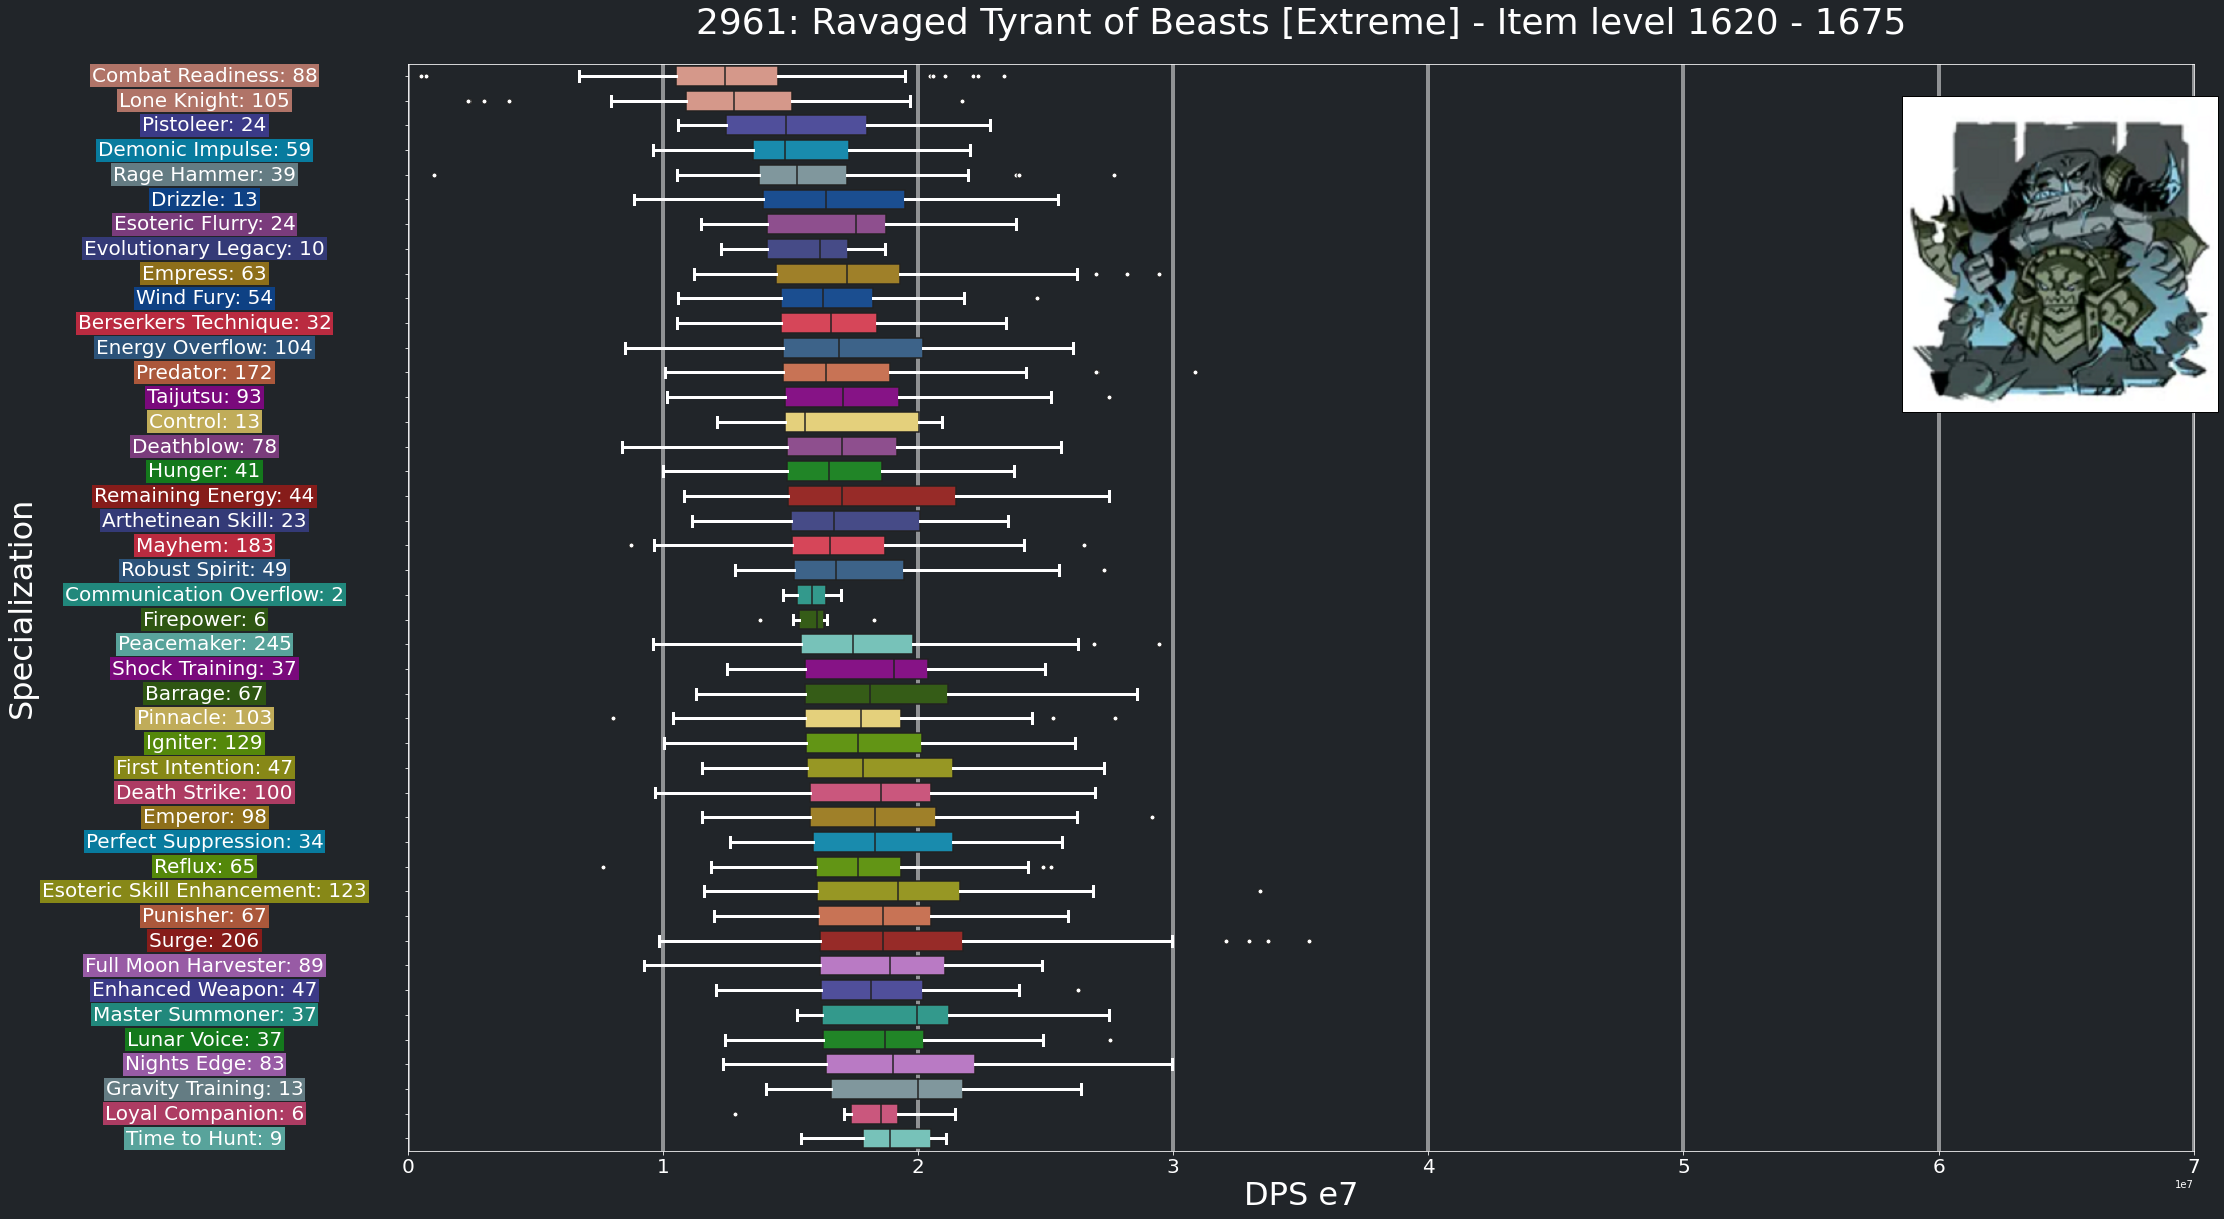 2961: Ravaged Tyrant of Beasts [Extreme] - Item level 1620 - 1675
Combat Readiness: 88
Lone Knight: 105
Pistoleer: 24
Demonic Impulse: 59
Rage Hammer: 39
Drizzle: 13
Esoteric Flurry: 24
Evolutionary Legacy: 10
Empress: 63
Wind Fury: 54
Berserkers Technique: 32
Energy Overflow: 104
Predator: 172
Taijutsu: 93
Control: 13
Deathblow: 78
Hunger: 41
Remaining Energy: 44
Arthetinean Skill: 23
Mayhem: 183
Robust Spirit: 49
Communication Overflow: 2
Firepower: 6
Peacemaker: 245
Shock Training: 37
Barrage: 67
Pinnacle: 103
Igniter: 129
First Intention: 47
Death Strike: 100
Emperor: 98
Perfect Suppression: 34
Reflux: 65
Esoteric Skill Enhancement: 123
Punisher: 67
Surge: 206
Full Moon Harvester: 89
Enhanced Weapon: 47
Master Summoner: 37
Lunar Voice: 37
Nights Edge: 83
Gravity Training: 13
Loyal Companion: 6
Time to Hunt: 9
Specialization
0 1 2 3 4 5 6 7
1e7
DPS e7